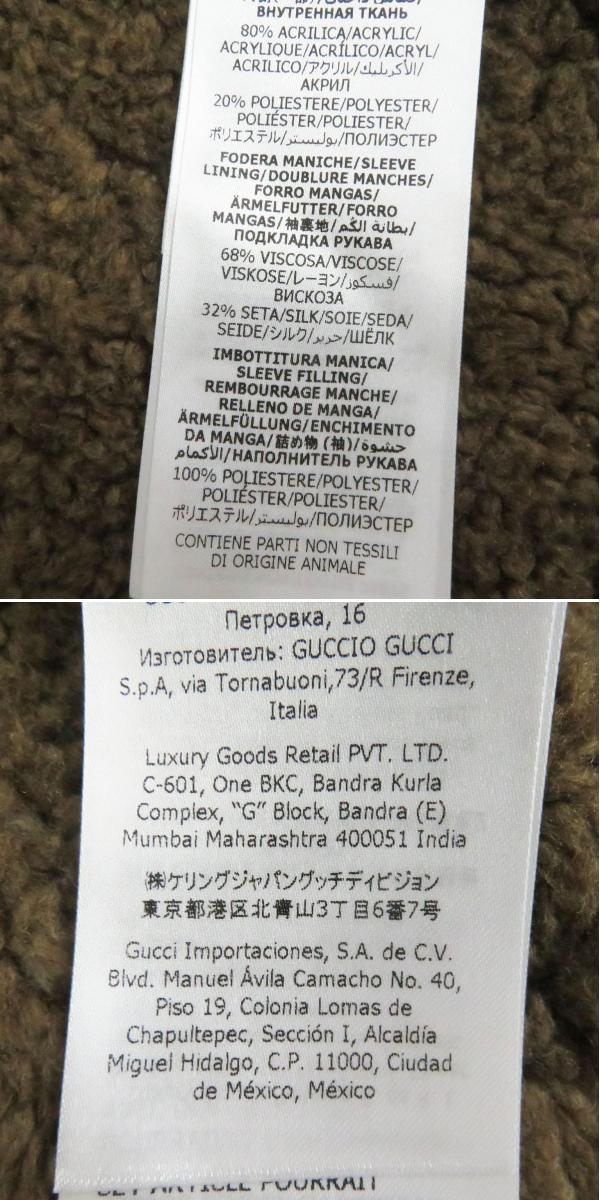 ВНУТРЕННАЯ ТКАНЬ
80% ACRILICA/ACRYLIC/
ACRYLIQUE/ACRÍLICO/ACRYL/
ACRILICO/アクリル/الأكريليك/
АКРИЛ
20% POLIESTERE/POLYESTER/
POLIÉSTER/POLIESTER/
ポリエステル/بوليستر/ПОЛИЭСТЕР
FODERA MANICHE/SLEEVE
LINING/DOUBLURE MANCHES/
FORRO MANGAS/
ÄRMELFUTTER/FORRO
MANGAS/袖裏地/بطانة الكم/
ПОДКЛАДКА РУКАВА
68% VISCOSA/VISCOSE/
VISKOSE/レーヨン/فسكوز/
ВИСКОЗА
32% SETA/SILK/SOIE/SEDA/
SEIDE/シルク/حرير/ШЁЛК
IMBOTTITURA MANICA/
SLEEVE FILLING/
REMBOURRAGE MANCHE/
RELLENO DE MANGA/
ÄRMELFÜLLUNG/ENCHIMENTO
DA MANGA/詰め物 (袖)/حشوة
الأكمام/НАПОЛНИТЕЛЬ РУКАВА
100% POLIESTERE/POLYESTER/
POLIÉSTER/POLIESTER/
ポリエステル/بوليستر/ПОЛИЭСТЕР
CONTIENE PARTI NON TESSILI
DI ORIGINE ANIMALE
Петровка, 16
Изготовитель: GUCCIO GUCCI
S.p.A, via Tornabuoni,73/R Firenze,
Italia
Luxury Goods Retail PVT. LTD.
C-601, One BKC, Bandra Kurla
Complex, "G" Block, Bandra (E)
Mumbai Maharashtra 400051 India
㈱ケリングジャパングッチディビジョン
東京都港区北青山3丁目6番7号
Gucci Importaciones, S.A. de C.V.
Blvd. Manuel Ávila Camacho No. 40,
Piso 19, Colonia Lomas de
Chapultepec, Sección I, Alcaldía
Miguel Hidalgo, C.P. 11000, Ciudad
de México, México
ARTICLE POURRAIT